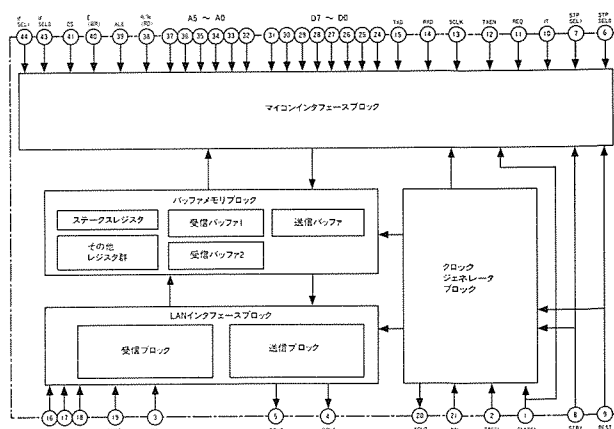 IF SEL1
IF SEL0
CS
E (WR)
ALE
R/W (RD)
A5 ～ A0
D7 ～ D0
TXD
RXD
SCLK
TXEN
REQ
IT
STP SEL1
STP SEL0
44 43 41 40 39 38 37 36 35 34 33 32 31 30 29 28 27 26 25 24 15 14 13 12 11 10 7 6
マイコンインタフェースブロック
バッファメモリブロック
ステークスレジスタ
受信バッファ1
送信バッファ
その他
レジスタ群
受信バッファ2
クロック
ジェネレータ
ブロック
LANインタフェースブロック
受信ブロック
送信ブロック
16 17 18 19 3 5 4 20 21 2 1 8 9